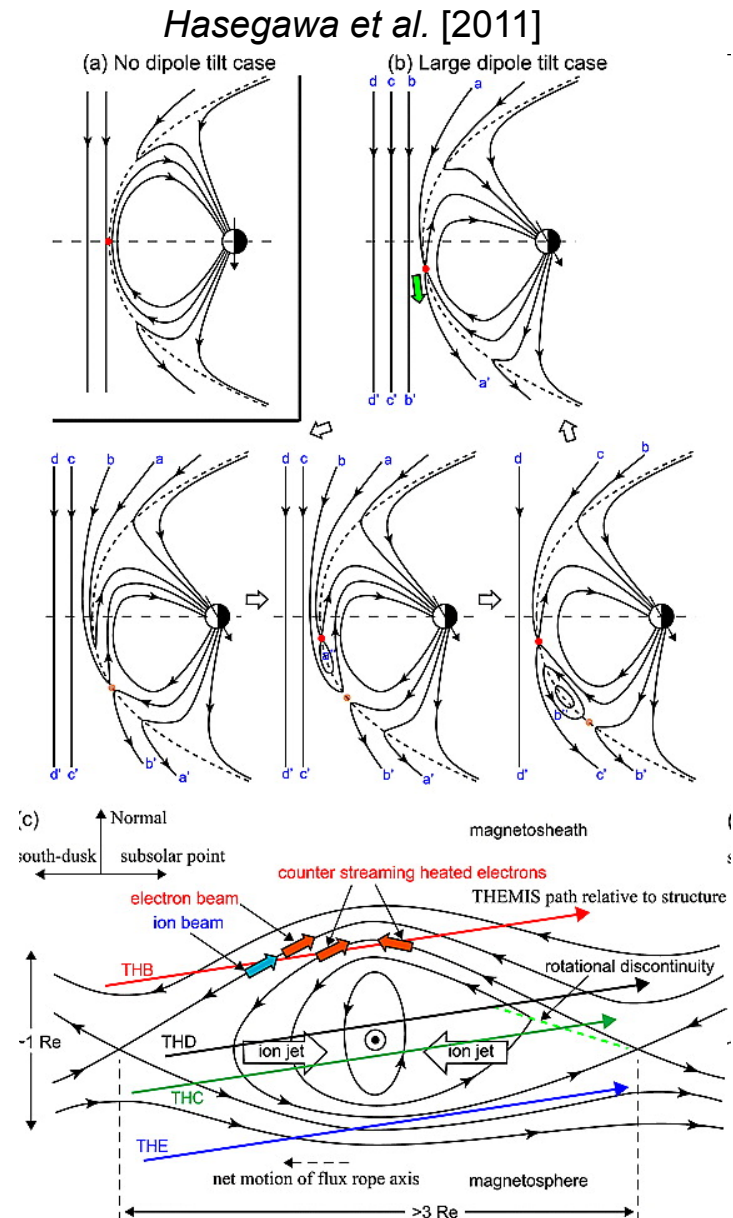 Hasegawa et al. [2011]
(a) No dipole tilt case
(b) Large dipole tilt case
d c b a
a'
d' c' b'
d c b a
d' c' b' a'
d c b a
a''
d' c' b' a'
d c b
b''
d' c' b'
(c)
Normal
magnetosheath
south-dusk
subsolar point
counter streaming heated electrons
electron beam
THEMIS path relative to structure
ion beam
rotational discontinuity
THB
~1 Re
THD
ion jet
ion jet
THC
THE
net motion of flux rope axis
magnetosphere
>3 Re